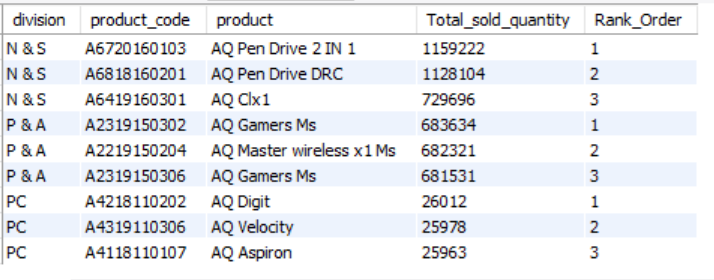 division product_code product Total_sold_quantity Rank_Order
N & S A6720160103 AQ Pen Drive 2 IN 1 1159222 1
N & S A6818160201 AQ Pen Drive DRC 1128104 2
N & S A6419160301 AQ Clx1 729696 3
P & A A2319150302 AQ Gamers Ms 683634 1
P & A A2219150204 AQ Master wireless x1 Ms 682321 2
P & A A2319150306 AQ Gamers Ms 681531 3
PC A4218110202 AQ Digit 26012 1
PC A4319110306 AQ Velocity 25978 2
PC A4118110107 AQ Aspiron 25963 3